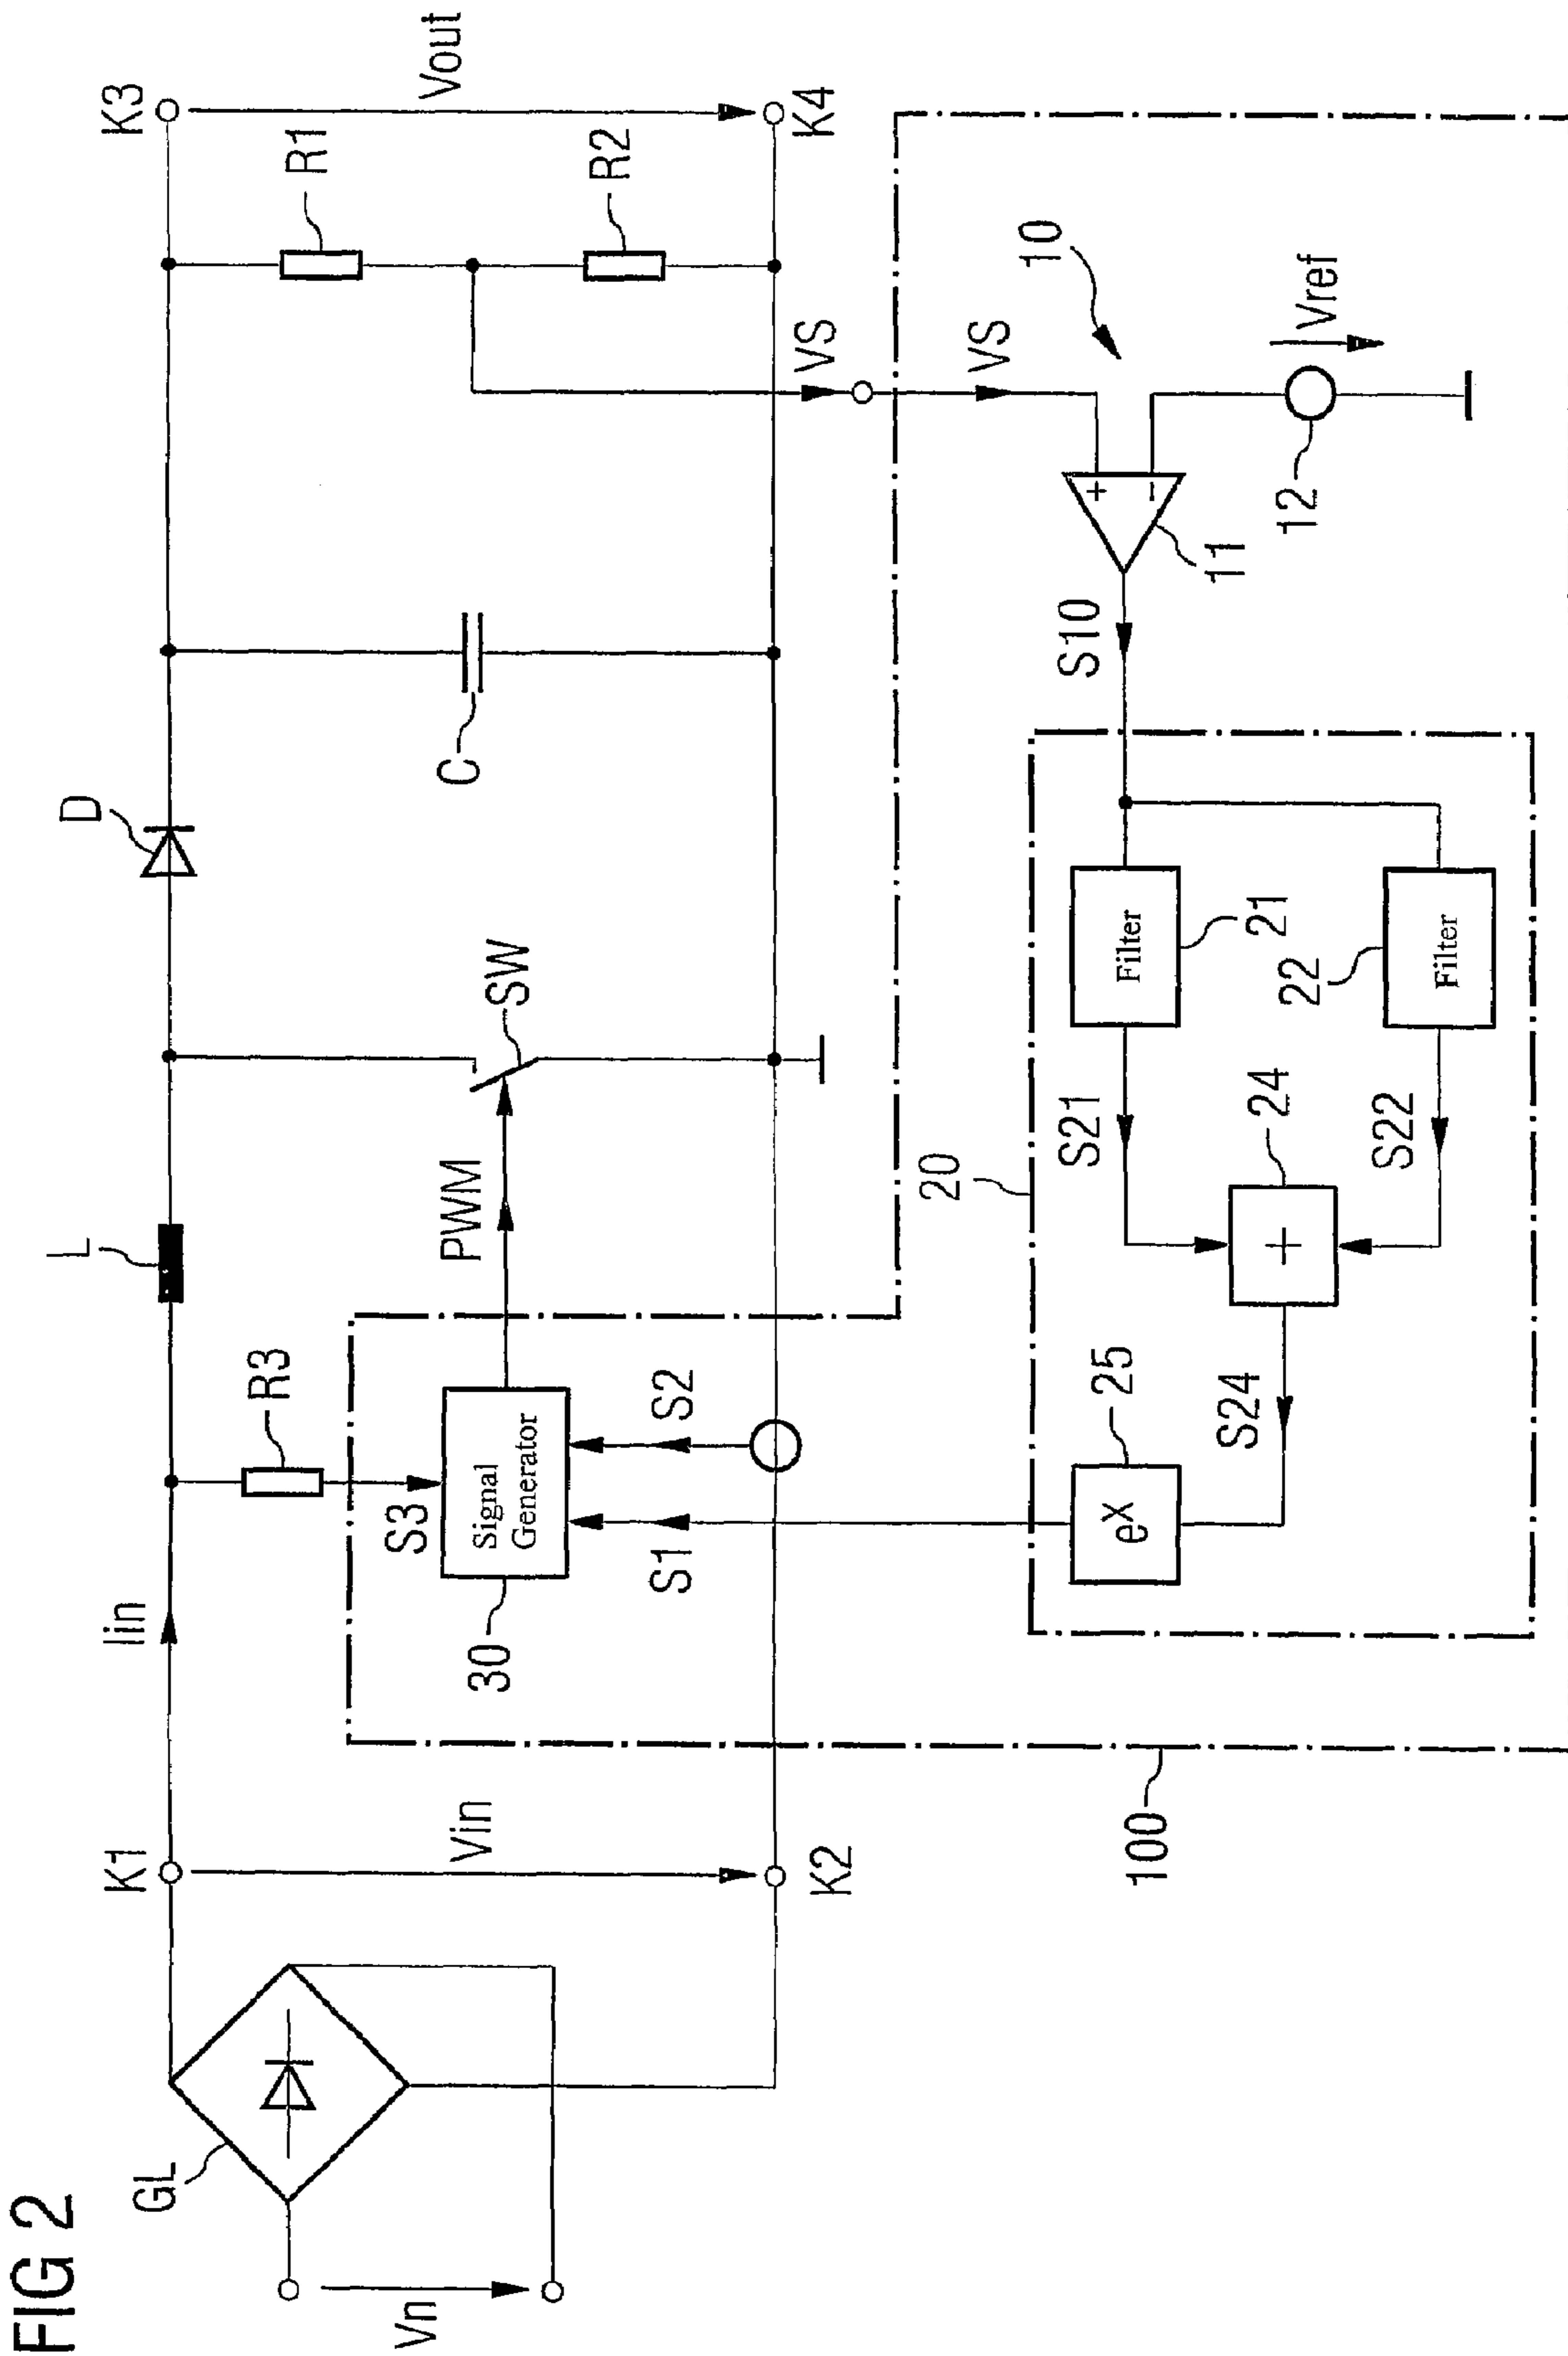 FIG 2
Vn
GL
K1
Vin
K2
Iin
R3
S3
L
30
Signal
Generator
PWM
S1
S2
SW
D
C
R1
R2
K3
Vout
K4
VS
VS
10
+
-
11
12
Vref
S10
100
20
Filter
21
22
Filter
S21
S22
24
+
S24
25
eˣ